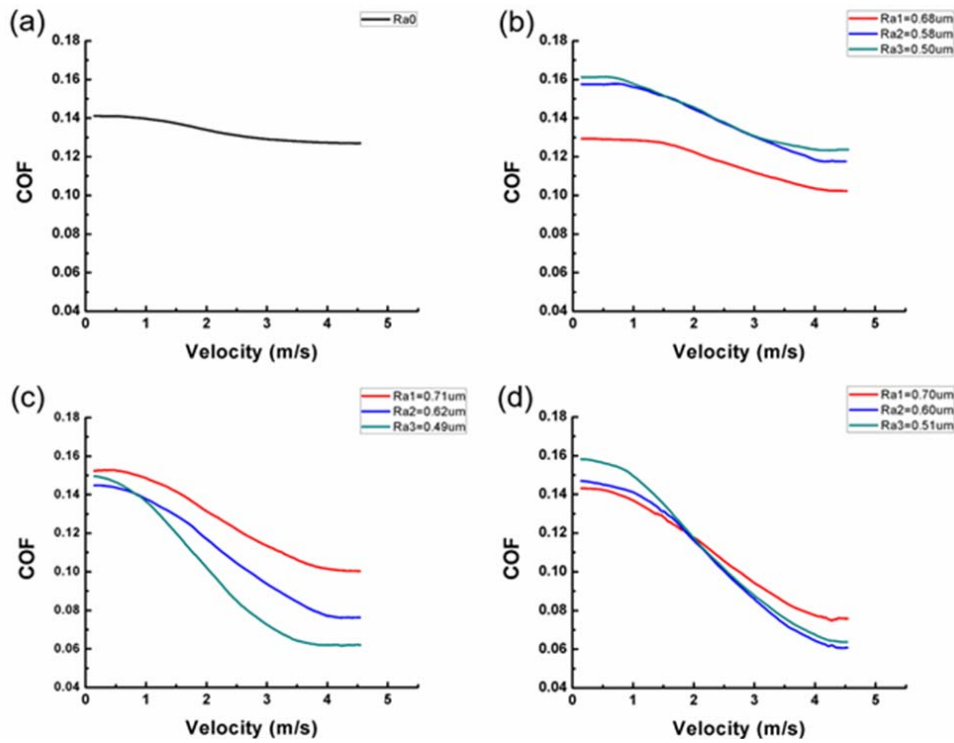 (a)
Ra0
0.18
0.16
0.14
0.12
0.10
0.08
0.06
0.04
COF
0 1 2 3 4 5
Velocity (m/s)
(b)
Ra1=0.68um
Ra2=0.58um
Ra3=0.50um
0.18
0.16
0.14
0.12
0.10
0.08
0.06
0.04
COF
0 1 2 3 4 5
Velocity (m/s)
(c)
Ra1=0.71um
Ra2=0.62um
Ra3=0.49um
0.18
0.16
0.14
0.12
0.10
0.08
0.06
0.04
COF
0 1 2 3 4 5
Velocity (m/s)
(d)
Ra1=0.70um
Ra2=0.60um
Ra3=0.51um
0.18
0.16
0.14
0.12
0.10
0.08
0.06
0.04
COF
0 1 2 3 4 5
Velocity (m/s)